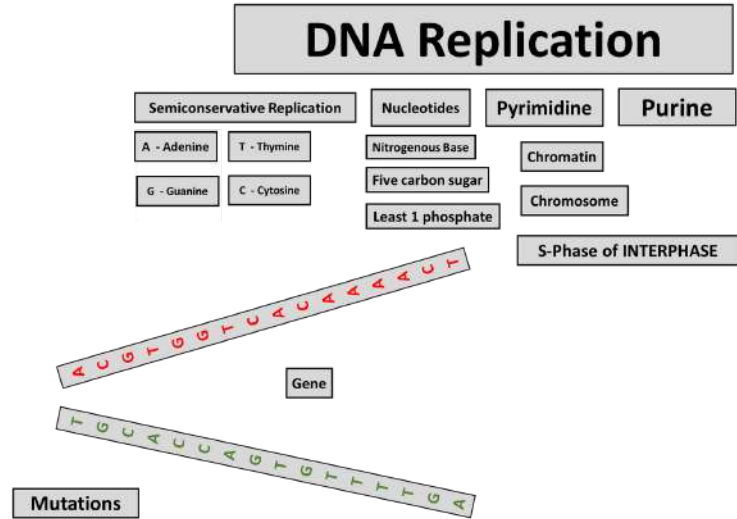 DNA Replication
Semiconservative Replication
Nucleotides
Pyrimidine
Purine
A - Adenine
T - Thymine
Nitrogenous Base
Chromatin
G - Guanine
C - Cytosine
Five carbon sugar
Chromosome
Least 1 phosphate
S-Phase of INTERPHASE
A C G T G G T C A C A A A A C T
Gene
T G C A C C A G T G T T T T G A
Mutations